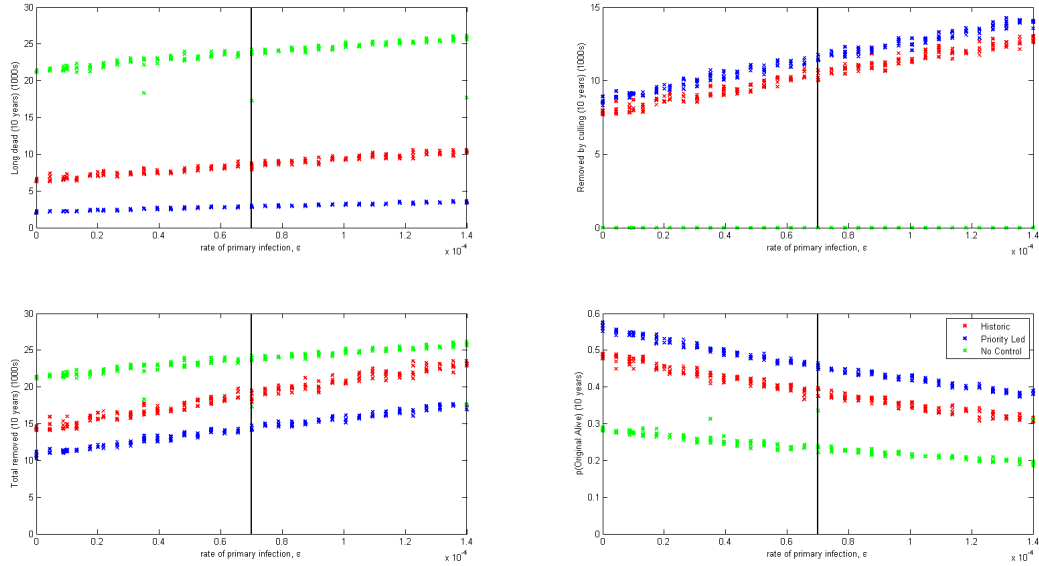 30
25
20
15
10
5
0
Long dead (10 years) (1000s)
0 0.2 0.4 0.6 0.8 1 1.2 1.4
rate of primary infection, ε
x 10-4
15
10
5
0
Removed by culling (10 years) (1000s)
0 0.2 0.4 0.6 0.8 1 1.2 1.4
rate of primary infection, ε
x 10-4
30
25
20
15
10
5
0
Total removed (10 years) (1000s)
0 0.2 0.4 0.6 0.8 1 1.2 1.4
rate of primary infection, ε
x 10-4
0.6
0.5
0.4
0.3
0.2
0.1
0
p(Original Alive) (10 years)
Historic
Priority Led
No Control
0 0.2 0.4 0.6 0.8 1 1.2 1.4
rate of primary infection, ε
x 10-4